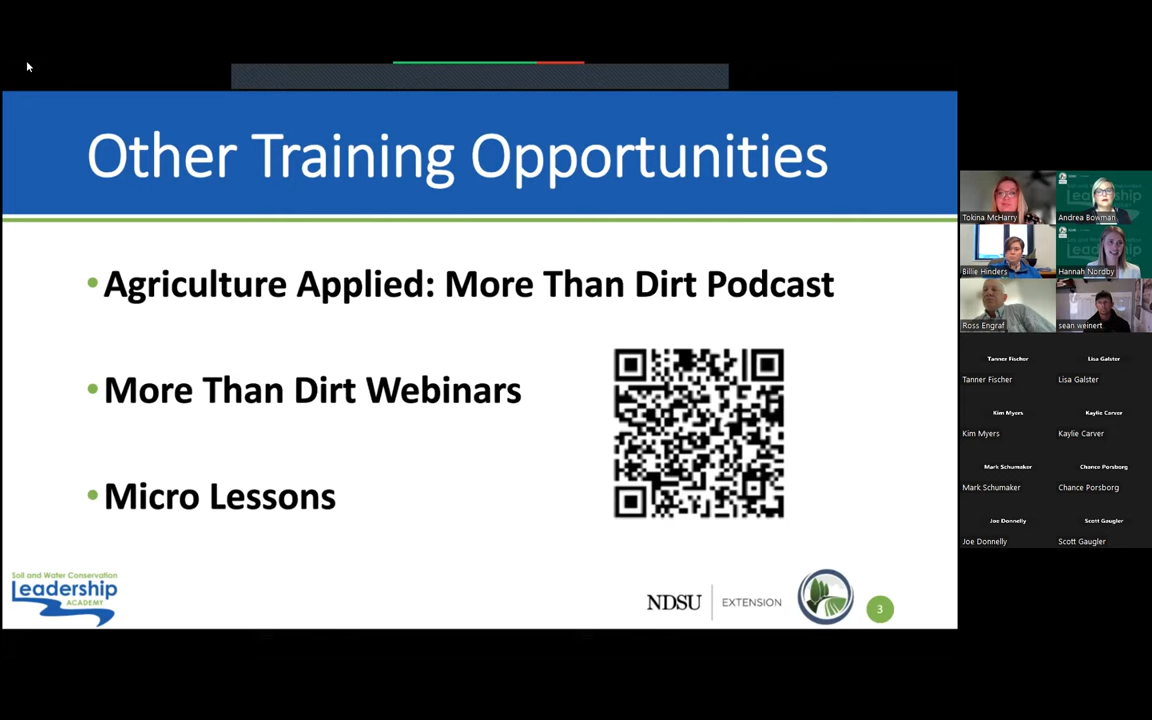 Other Training Opportunities
•Agriculture Applied: More Than Dirt Podcast
•More Than Dirt Webinars
•Micro Lessons
Soil and Water Conservation
Leadership
ACADEMY
NDSU EXTENSION
3
Tokina McHarry
Andrea Bowman
Billie Hinders
Hannah Nordby
Ross Engraf
sean weinert
Tanner Fischer
Lisa Galster
Tanner Fischer
Lisa Galster
Kim Myers
Kaylie Carver
Kim Myers
Kaylie Carver
Mark Schumaker
Chance Porsborg
Mark Schumaker
Chance Porsborg
Joe Donnelly
Scott Gaugler
Joe Donnelly
Scott Gaugler